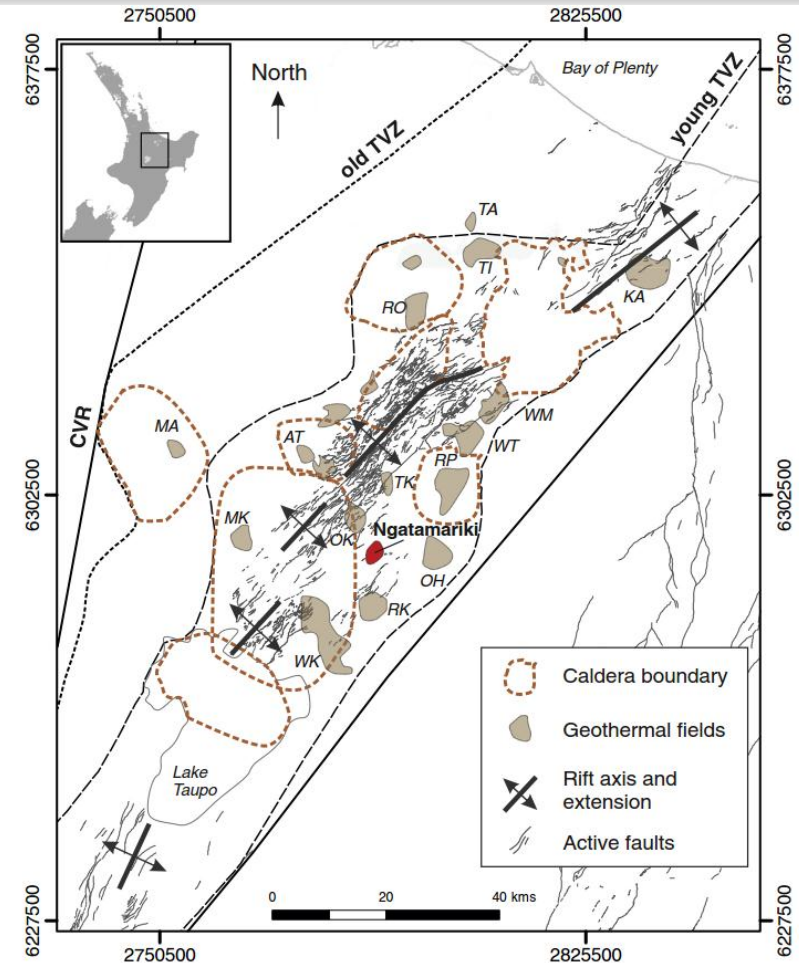 2750500
2825500
6377500
6377500
North
Bay of Plenty
young TVZ
old TVZ
TA
TI
KA
RO
CVR
MA
WM
AT
WT
RP
6302500
6302500
TK
MK
OK
Ngatamariki
OH
RK
WK
Caldera boundary
Geothermal fields
Lake
Taupo
Rift axis and
extension
Active faults
0
20
40 kms
6227500
6227500
2750500
2825500